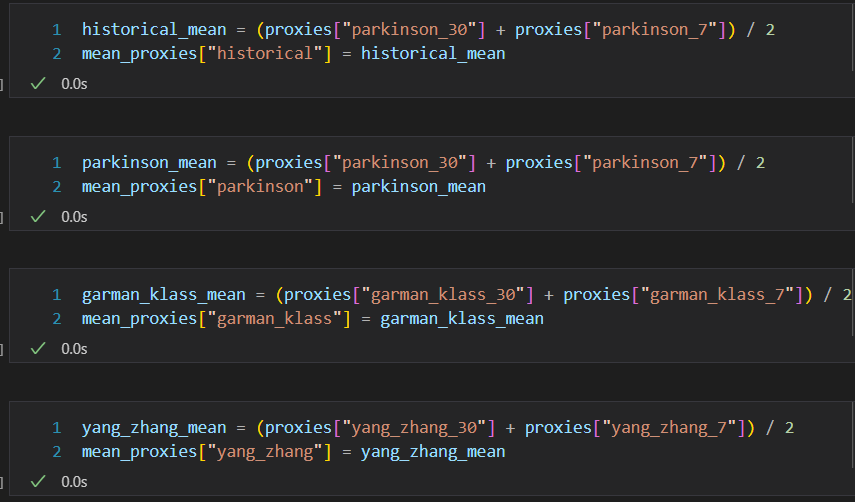 1 historical_mean = (proxies["parkinson_30"] + proxies["parkinson_7"]) / 2
2 mean_proxies["historical"] = historical_mean
] ✓ 0.0s
1 parkinson_mean = (proxies["parkinson_30"] + proxies["parkinson_7"]) / 2
2 mean_proxies["parkinson"] = parkinson_mean
] ✓ 0.0s
1 garman_klass_mean = (proxies["garman_klass_30"] + proxies["garman_klass_7"]) / 2
2 mean_proxies["garman_klass"] = garman_klass_mean
] ✓ 0.0s
1 yang_zhang_mean = (proxies["yang_zhang_30"] + proxies["yang_zhang_7"]) / 2
2 mean_proxies["yang_zhang"] = yang_zhang_mean
] ✓ 0.0s